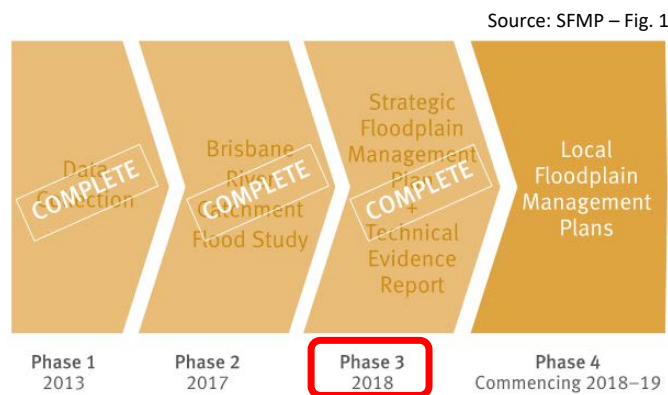 Source: SFMP – Fig. 1
Data
Collection
COMPLETE
Brisbane
River
Catchment
Flood Study
COMPLETE
Strategic
Floodplain
Management
Plan
+
Technical
Evidence
Report
COMPLETE
Local
Floodplain
Management
Plans
Phase 1
2013
Phase 2
2017
Phase 3
2018
Phase 4
Commencing 2018–19